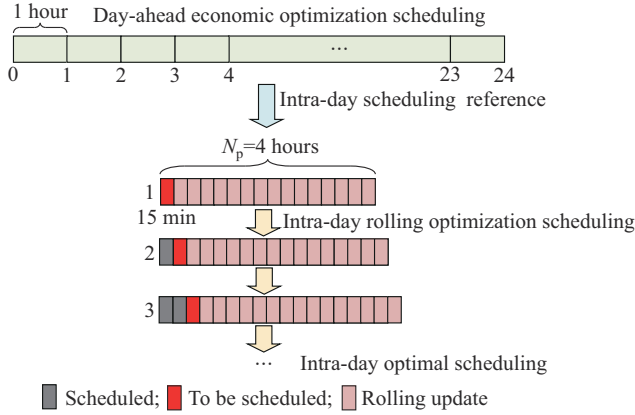 1 hour
Day-ahead economic optimization scheduling
...
0 1 2 3 4 23 24
Intra-day scheduling reference
Np=4 hours
1
15 min
Intra-day rolling optimization scheduling
2
3
...
Intra-day optimal scheduling
Scheduled; To be scheduled; Rolling update